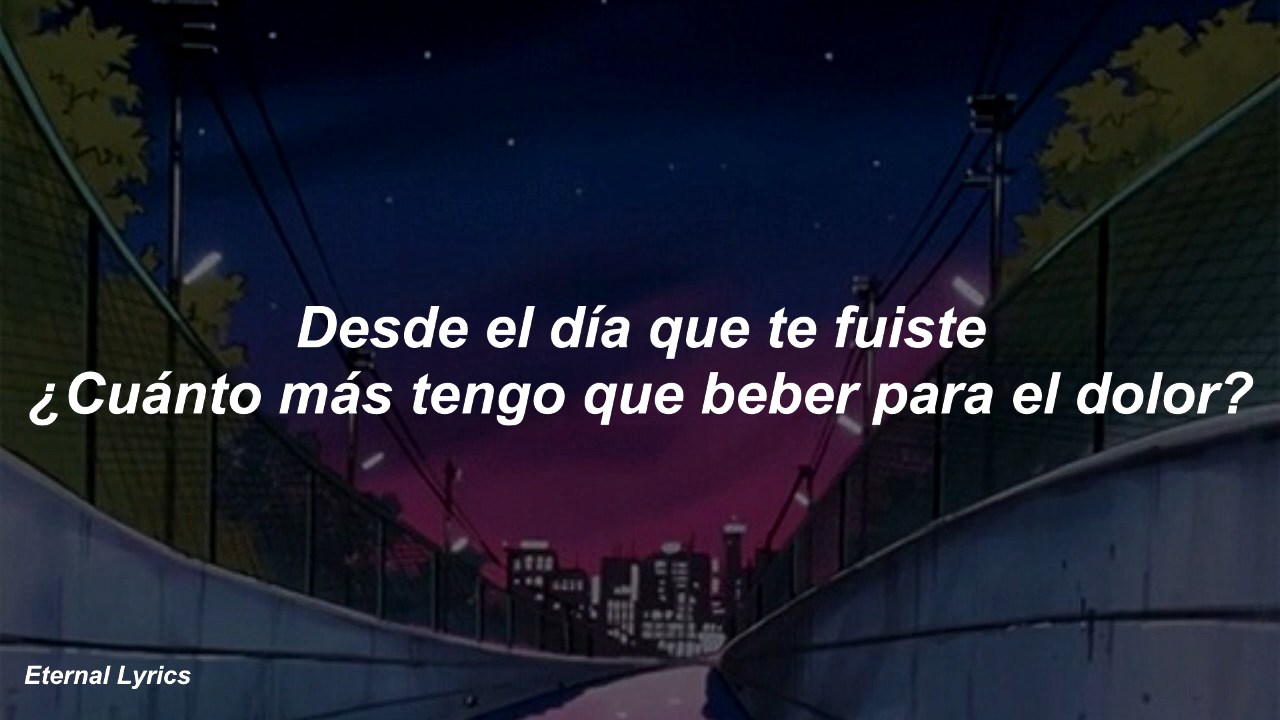 Desde el día que te fuiste
¿Cuánto más tengo que beber para el dolor?
Eternal Lyrics